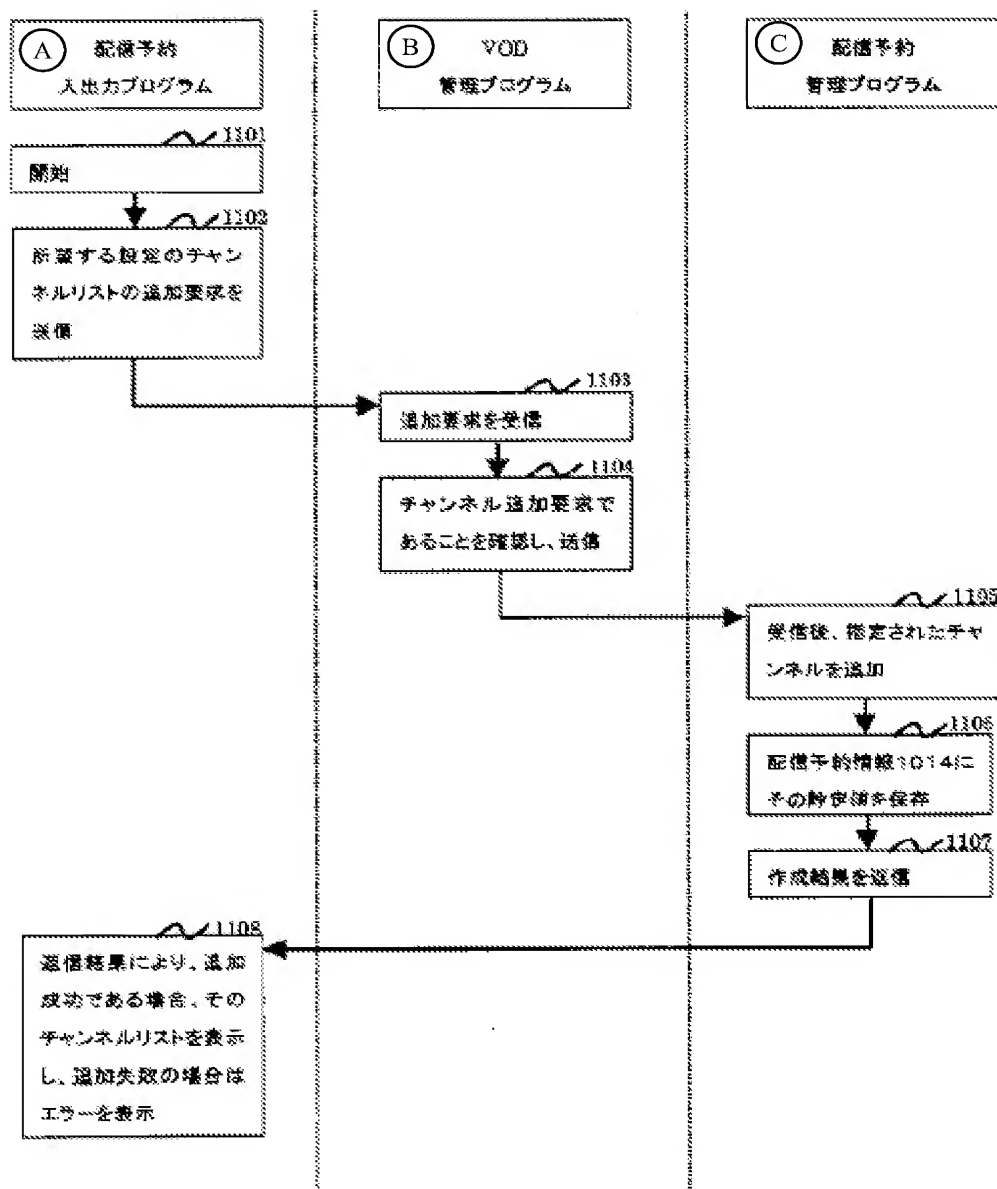 A
配信予約
入出力プログラム
B
VOD
管理プログラム
C
配信予約
管理プログラム
1101
開始
1102
所望する設定のチャン
ネルリストの追加要求を
送信
1103
追加要求を受信
1104
チャンネル追加要求で
あることを確認し、送信
1105
受信後、指定されたチャ
ンネルを追加
1106
配信予約情報1014に
その設定値を保存
1107
作成結果を返信
1108
返信結果により、追加
成功である場合、その
チャンネルリストを表示
し、追加失敗の場合は
エラーを表示